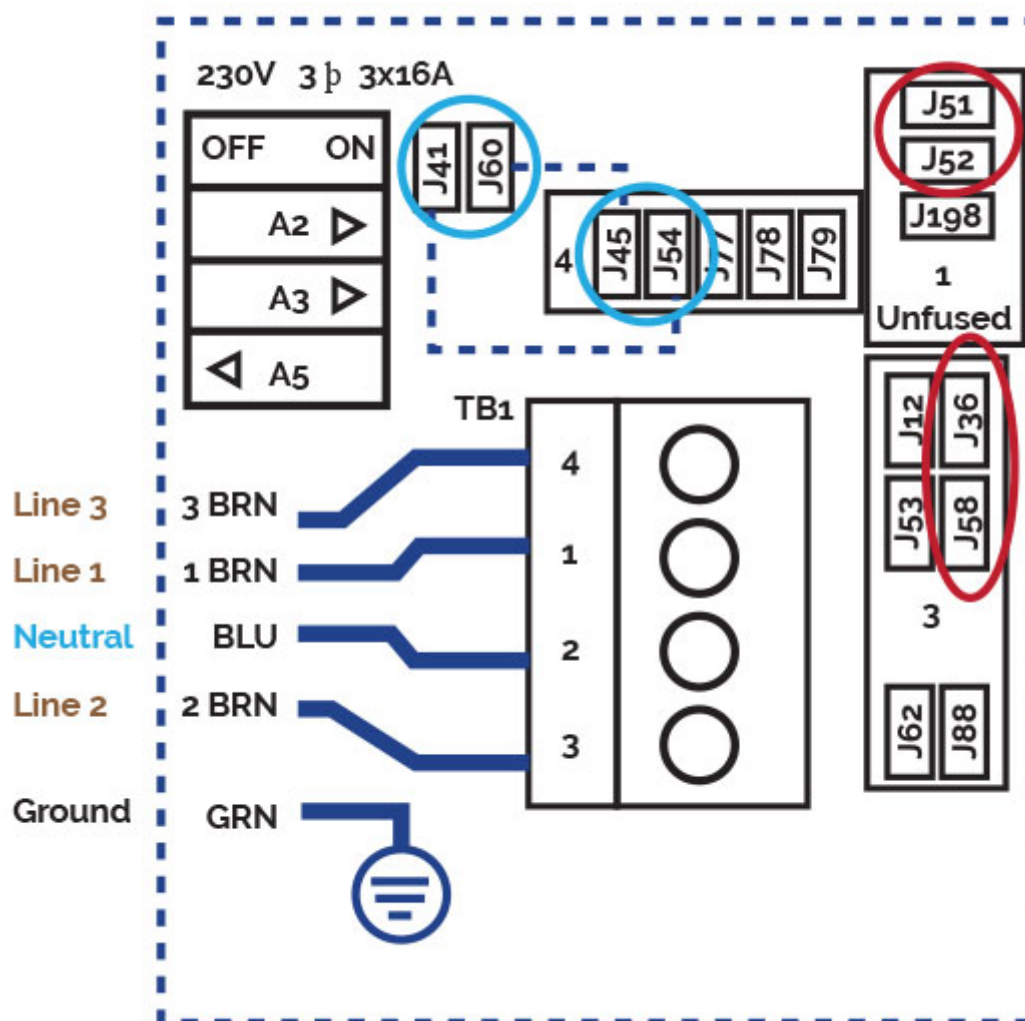 230V 3 þ 3x16A
OFF ON
A2
A3
A5
J41
J60
4
J45
J54
J77
J78
J79
J51
J52
J198
1
Unfused
J12
J36
J53
J58
3
J62
J88
TB1
4
1
2
3
Line 3 3 BRN
Line 1 1 BRN
Neutral BLU
Line 2 2 BRN
Ground GRN